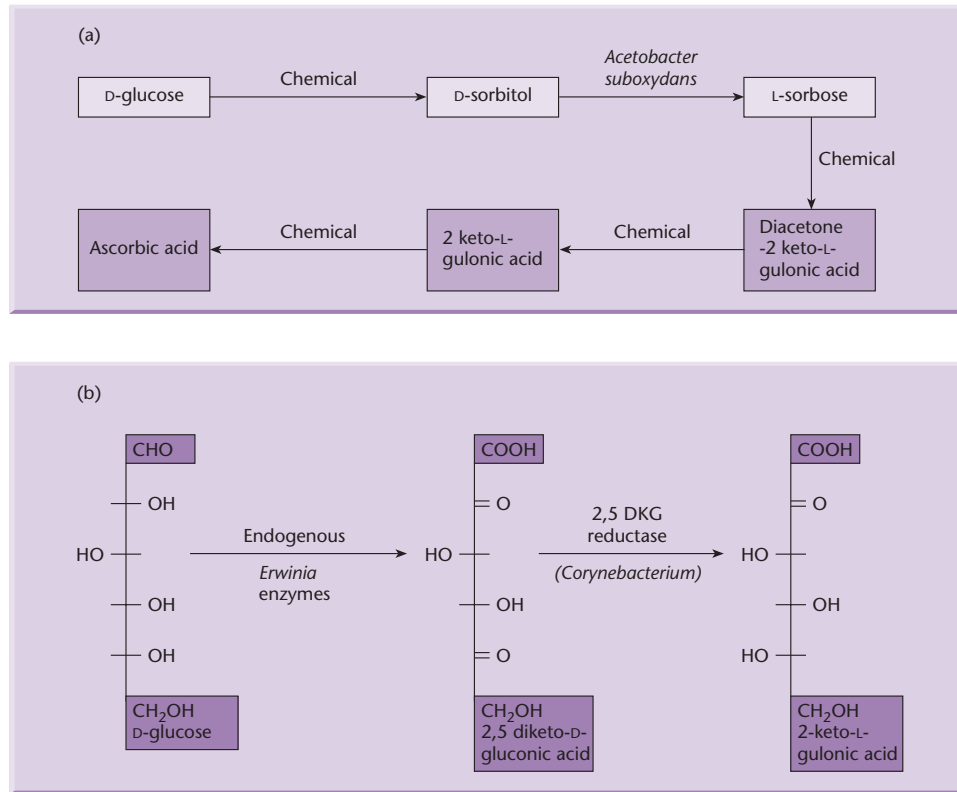 (a)
D-glucose
Chemical
D-sorbitol
Acetobacter
suboxydans
L-sorbose
Chemical
Diacetone
-2 keto-L-
gulonic acid
Chemical
2 keto-L-
gulonic acid
Chemical
Ascorbic acid
(b)
CHO
OH
HO
OH
OH
CH₂OH
D-glucose
Endogenous
Erwinia
enzymes
COOH
O
HO
OH
O
CH₂OH
2,5 diketo-D-
gluconic acid
2,5 DKG
reductase
(Corynebacterium)
COOH
O
HO
OH
HO
CH₂OH
2-keto-L-
gulonic acid